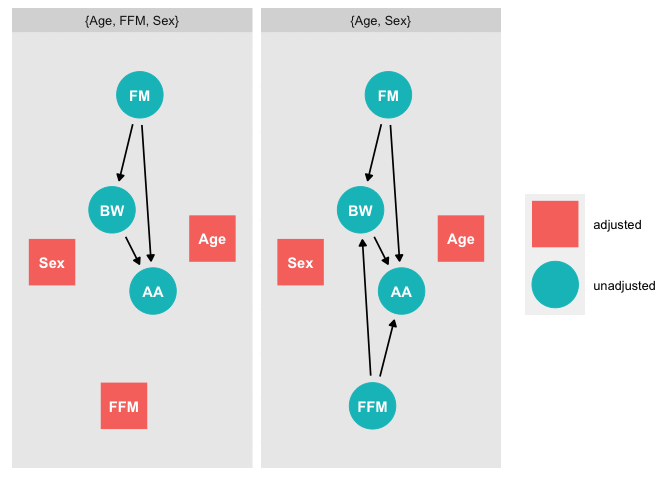 {Age, FFM, Sex}
FM
BW
Age
Sex
AA
FFM
{Age, Sex}
FM
BW
Age
Sex
AA
FFM
adjusted
unadjusted